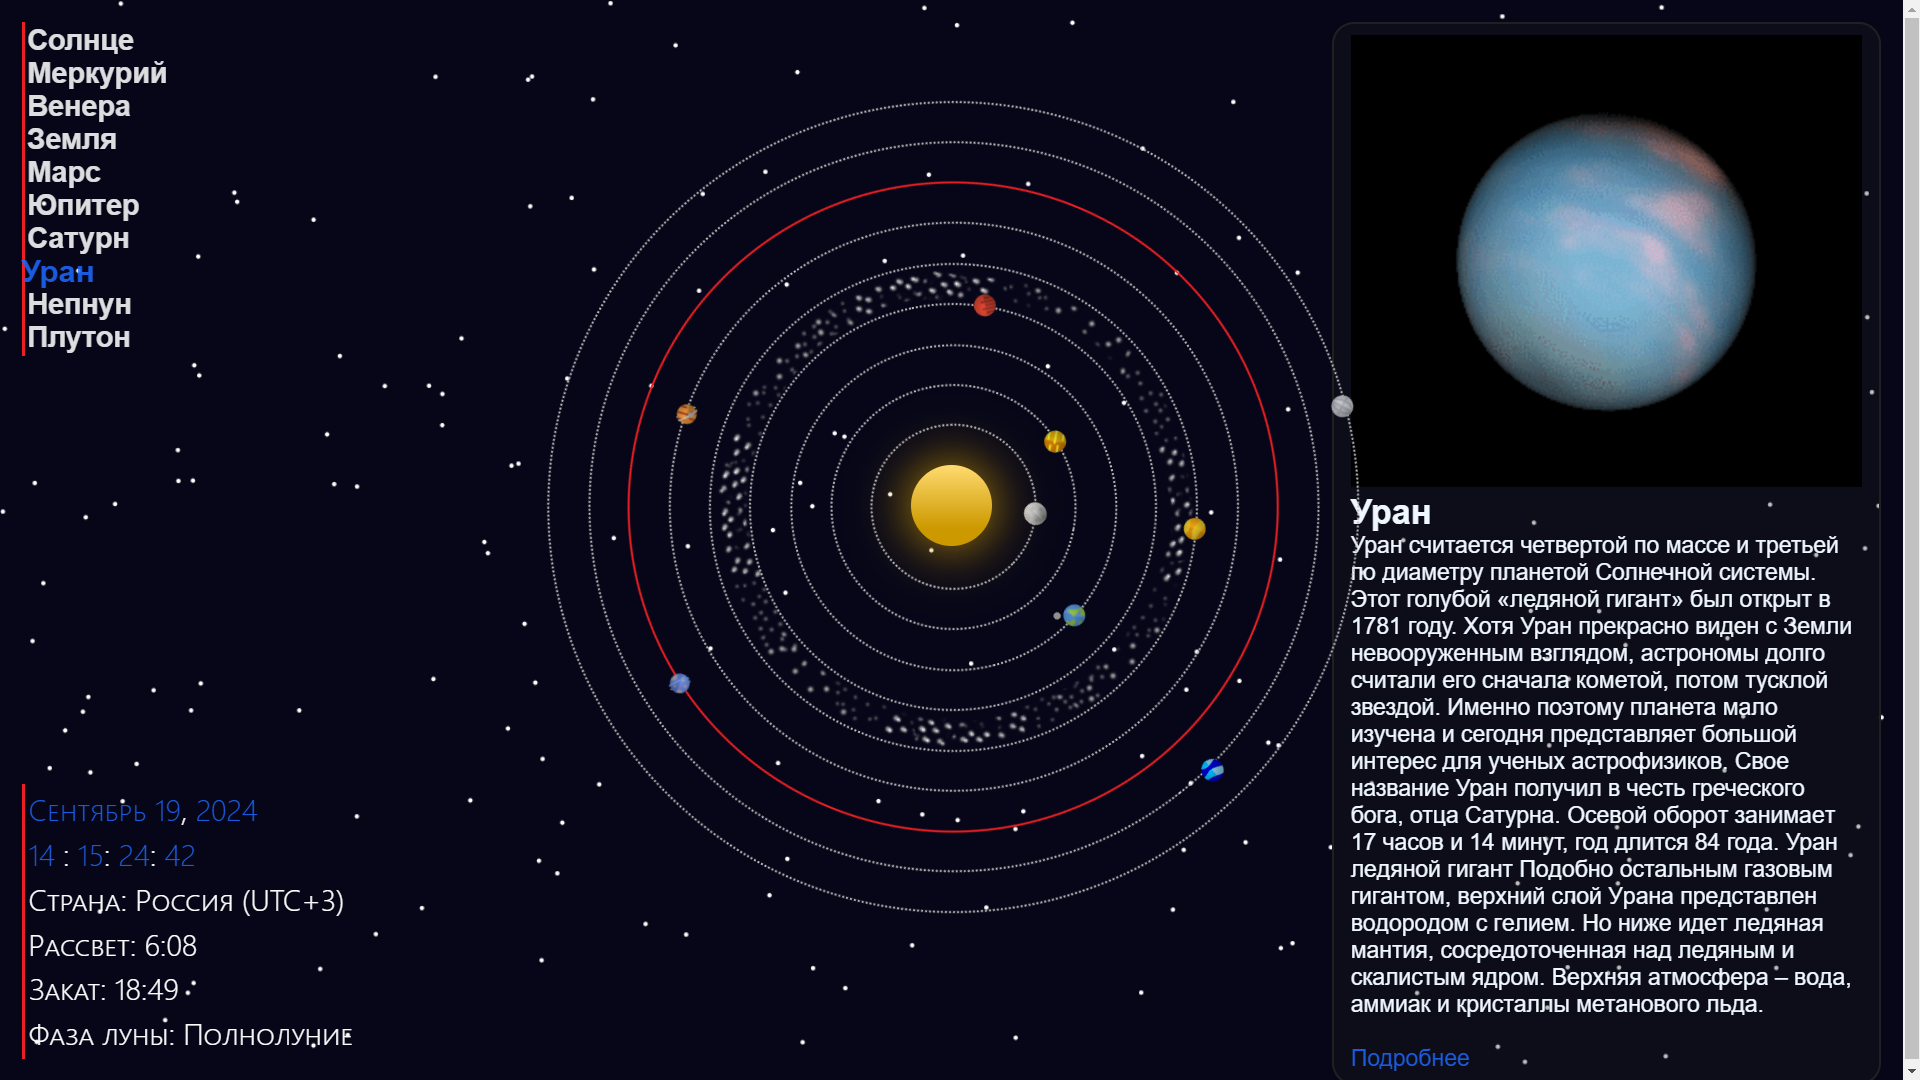 Солнце
Меркурий
Венера
Земля
Марс
Юпитер
Сатурн
Уран
Непнун
Плутон
Сентябрь 19, 2024
14 : 15: 24: 42
Страна: Россия (UTC+3)
Рассвет: 6:08
Закат: 18:49
Фаза луны: Полнолуние
Уран
Уран считается четвертой по массе и третьей
по диаметру планетой Солнечной системы.
Этот голубой «ледяной гигант» был открыт в
1781 году. Хотя Уран прекрасно виден с Земли
невооруженным взглядом, астрономы долго
считали его сначала кометой, потом тусклой
звездой. Именно поэтому планета мало
изучена и сегодня представляет большой
интерес для ученых астрофизиков. Свое
название Уран получил в честь греческого
бога, отца Сатурна. Осевой оборот занимает
17 часов и 14 минут, год длится 84 года. Уран
ледяной гигант Подобно остальным газовым
гигантом, верхний слой Урана представлен
водородом с гелием. Но ниже идет ледяная
мантия, сосредоточенная над ледяным и
скалистым ядром. Верхняя атмосфера – вода,
аммиак и кристаллы метанового льда.
Подробнее